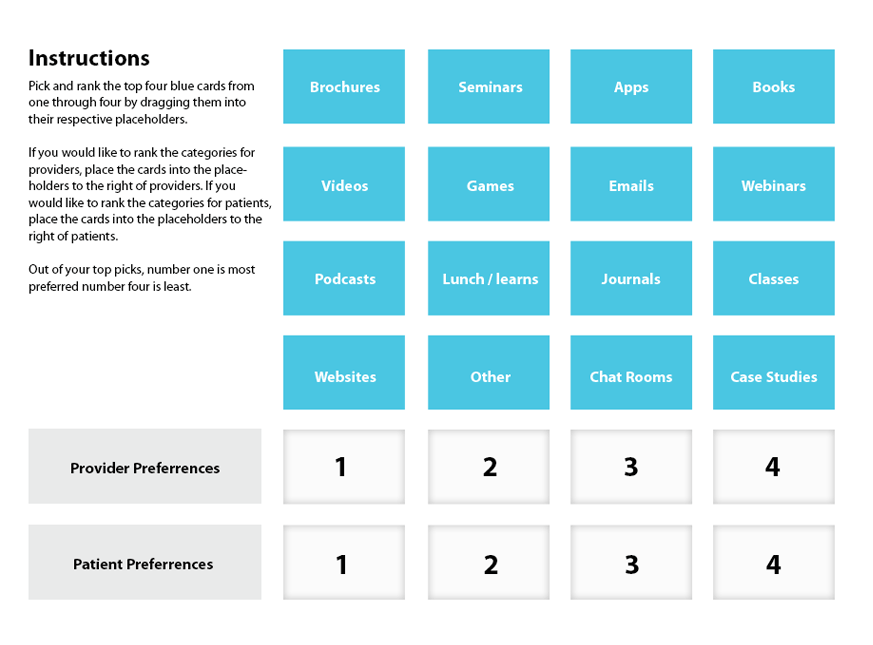 Instructions
Pick and rank the top four blue cards from
one through four by dragging them into
their respective placeholders.
If you would like to rank the categories for
providers, place the cards into the place-
holders to the right of providers. If you
would like to rank the categories for patients,
place the cards into the placeholders to the
right of patients.
Out of your top picks, number one is most
preferred number four is least.
Brochures Seminars Apps Books
Videos Games Emails Webinars
Podcasts Lunch / learns Journals Classes
Websites Other Chat Rooms Case Studies
Provider Preferrences 1 2 3 4
Patient Preferrences 1 2 3 4